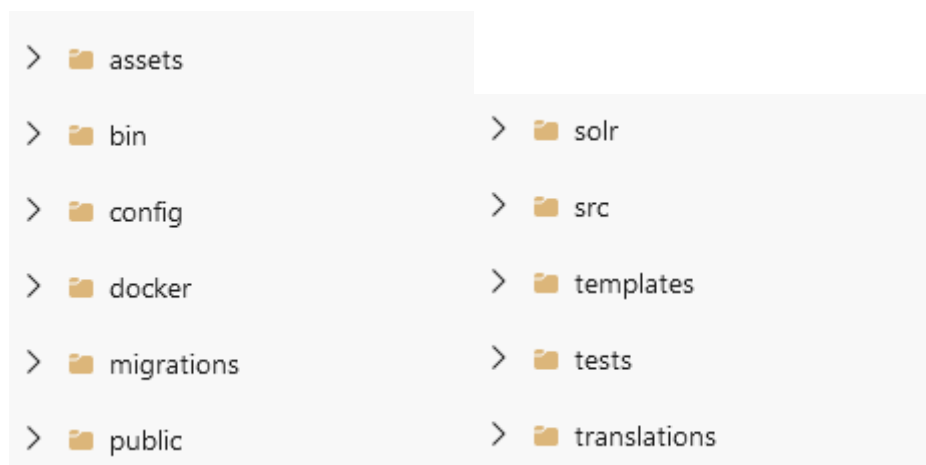 assets
bin
config
docker
migrations
public
solr
src
templates
tests
translations